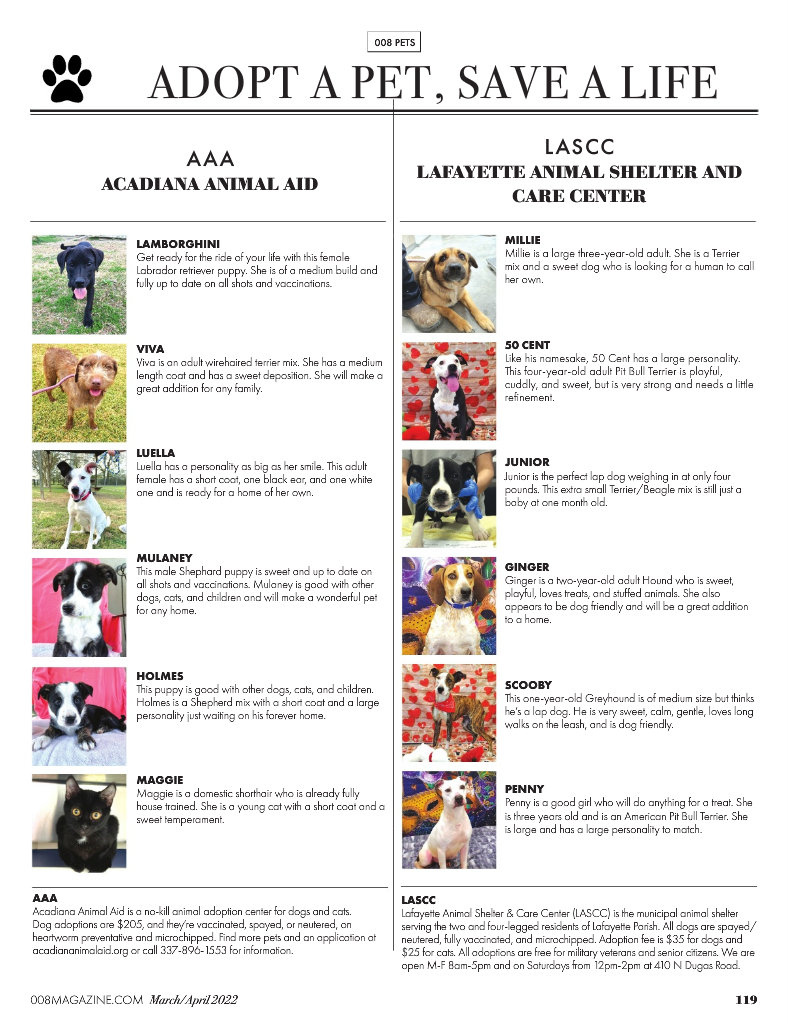 008 PETS
ADOPT A PET, SAVE A LIFE
AAA
ACADIANA ANIMAL AID
LAMBORGHINI
Get ready for the ride of your life with this female
Labrador retriever puppy. She is of a medium build and
fully up to date on all shots and vaccinations.
VIVA
Viva is an adult wirehaired terrier mix. She has a medium
length coat and has a sweet deposition. She will make a
great addition for any family.
LUELLA
Luella has a personality as big as her smile. This adult
female has a short coat, one black ear, and one white
one and is ready for a home of her own.
MULANEY
This male Shephard puppy is sweet and up to date on
all shots and vaccinations. Mulaney is good with other
dogs, cats, and children and will make a wonderful pet
for any home.
HOLMES
This puppy is good with other dogs, cats, and children.
Holmes is a Shepherd mix with a short coat and a large
personality just waiting on his forever home.
MAGGIE
Maggie is a domestic shorthair who is already fully
house trained. She is a young cat with a short coat and a
sweet temperament.
AAA
Acadiana Animal Aid is a no-kill animal adoption center for dogs and cats.
Dog adoptions are $205, and they're vaccinated, spayed, or neutered, on
heartworm preventative and microchipped. Find more pets and an application at
acadiananimalaid.org or call 337-896-1553 for information.
LASCC
LAFAYETTE ANIMAL SHELTER AND
CARE CENTER
MILLIE
Millie is a large three-year-old adult. She is a Terrier
mix and a sweet dog who is looking for a human to call
her own.
50 CENT
Like his namesake, 50 Cent has a large personality.
This four-year-old adult Pit Bull Terrier is playful,
cuddly, and sweet, but is very strong and needs a little
refinement.
JUNIOR
Junior is the perfect lap dog weighing in at only four
pounds. This extra small Terrier/Beagle mix is still just a
baby at one month old.
GINGER
Ginger is a two-year-old adult Hound who is sweet,
playful, loves treats, and stuffed animals. She also
appears to be dog friendly and will be a great addition
to a home.
SCOOBY
This one-year-old Greyhound is of medium size but thinks
he's a lap dog. He is very sweet, calm, gentle, loves long
walks on the leash, and is dog friendly.
PENNY
Penny is a good girl who will do anything for a treat. She
is three years old and is an American Pit Bull Terrier. She
is large and has a large personality to match.
LASCC
Lafayette Animal Shelter & Care Center (LASCC) is the municipal animal shelter
serving the two and four-legged residents of Lafayette Parish. All dogs are spayed/
neutered, fully vaccinated, and microchipped. Adoption fee is $35 for dogs and
$25 for cats. All adoptions are free for military veterans and senior citizens. We are
open M-F 8am-5pm and on Saturdays from 12pm-2pm at 410 N Dugas Road.
008MAGAZINE.COM March/April 2022
119